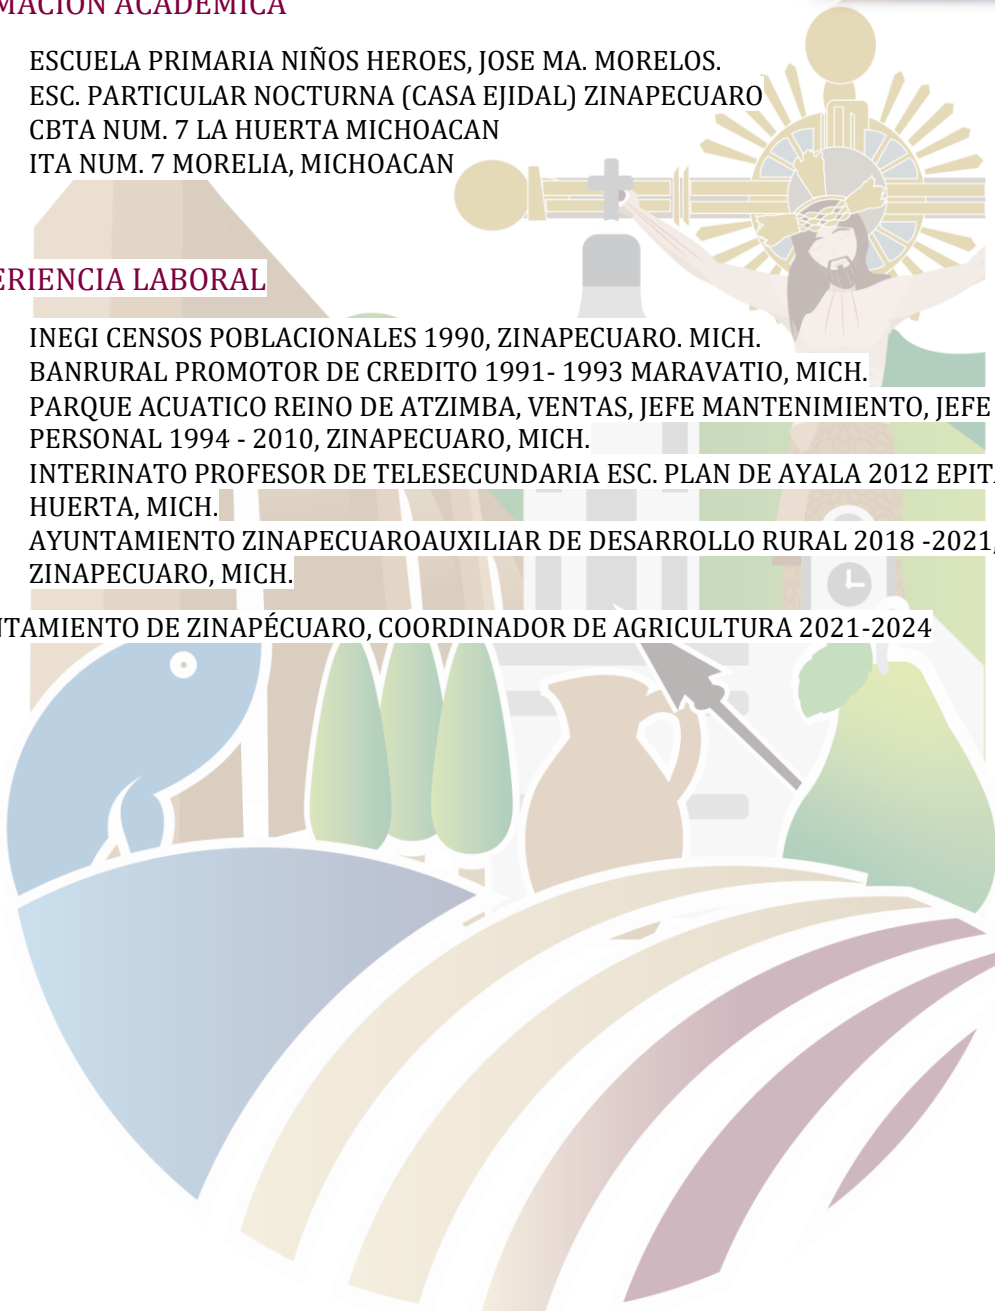 MACIÓN ACADÉMICA
ESCUELA PRIMARIA NIÑOS HEROES, JOSE MA. MORELOS.
ESC. PARTICULAR NOCTURNA (CASA EJIDAL) ZINAPECUARO
CBTA NUM. 7 LA HUERTA MICHOACAN
ITA NUM. 7 MORELIA, MICHOACAN
ERIENCIA LABORAL
INEGI CENSOS POBLACIONALES 1990, ZINAPECUARO. MICH.
BANRURAL PROMOTOR DE CREDITO 1991- 1993 MARAVATIO, MICH.
PARQUE ACUATICO REINO DE ATZIMBA, VENTAS, JEFE MANTENIMIENTO, JEFE
PERSONAL 1994 - 2010, ZINAPECUARO, MICH.
INTERINATO PROFESOR DE TELESECUNDARIA ESC. PLAN DE AYALA 2012 EPIT
HUERTA, MICH.
AYUNTAMIENTO ZINAPECUAROAUXILIAR DE DESARROLLO RURAL 2018 -2021,
ZINAPECUARO, MICH.
NTAMIENTO DE ZINAPÉCUARO, COORDINADOR DE AGRICULTURA 2021-2024